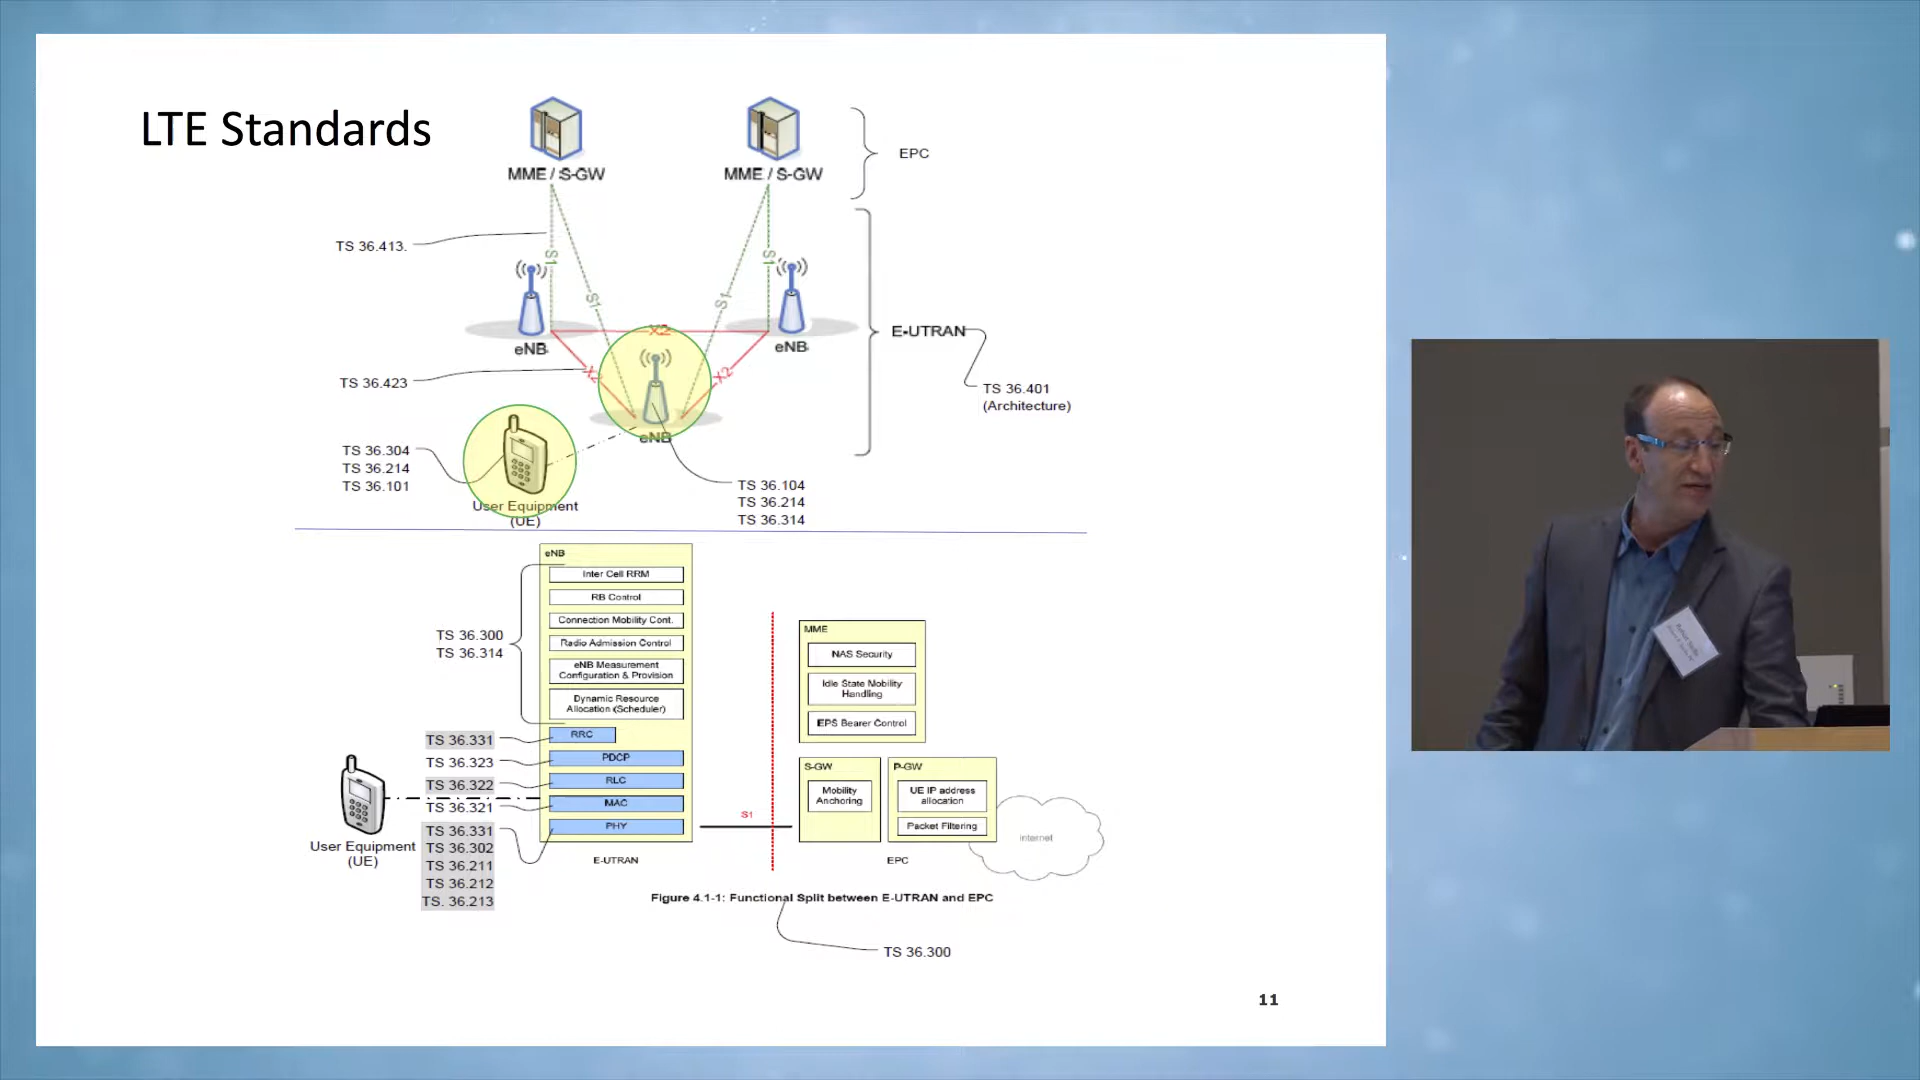 LTE Standards
MME / S-GW
MME / S-GW
EPC
TS 36.413.
S1
S1
S1
S1
eNB
X2
eNB
E-UTRAN
TS 36.423
X2
X2
TS 36.401
(Architecture)
eNB
TS 36.304
TS 36.214
TS 36.101
User Equipment
(UE)
TS 36.104
TS 36.214
TS 36.314
eNB
Inter Cell RRM
RB Control
Connection Mobility Cont.
Radio Admission Control
eNB Measurement
Configuration & Provision
Dynamic Resource
Allocation (Scheduler)
TS 36.300
TS 36.314
RRC
PDCP
RLC
MAC
PHY
TS 36.331
TS 36.323
TS 36.322
TS 36.321
TS 36.331
TS 36.302
TS 36.211
TS 36.212
TS. 36.213
User Equipment
(UE)
E-UTRAN
S1
MME
NAS Security
Idle State Mobility
Handling
EPS Bearer Control
S-GW
Mobility
Anchoring
P-GW
UE IP address
allocation
Packet Filtering
internet
EPC
Figure 4.1-1: Functional Split between E-UTRAN and EPC
TS 36.300
11